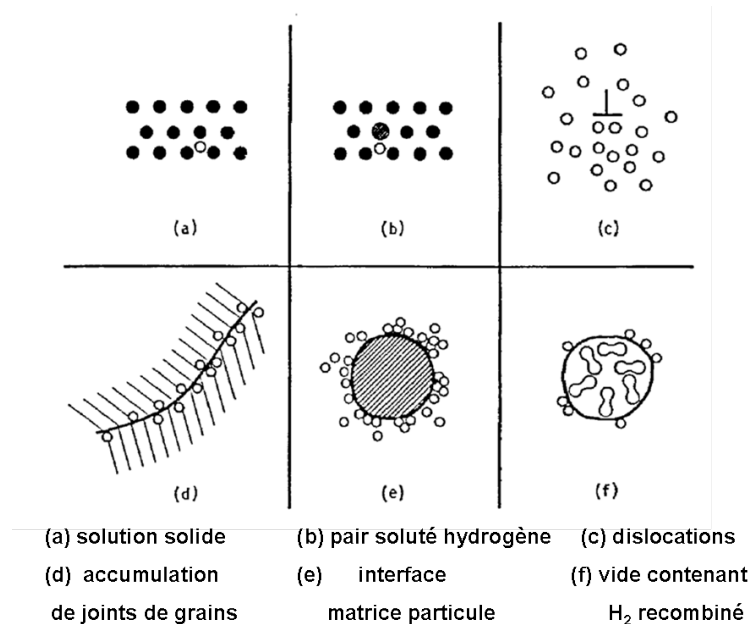 (a) (b) (c)
(d) (e) (f)
(a) solution solide (b) pair soluté hydrogène (c) dislocations
(d) accumulation (e) interface (f) vide contenant
de joints de grains matrice particule H₂ recombiné